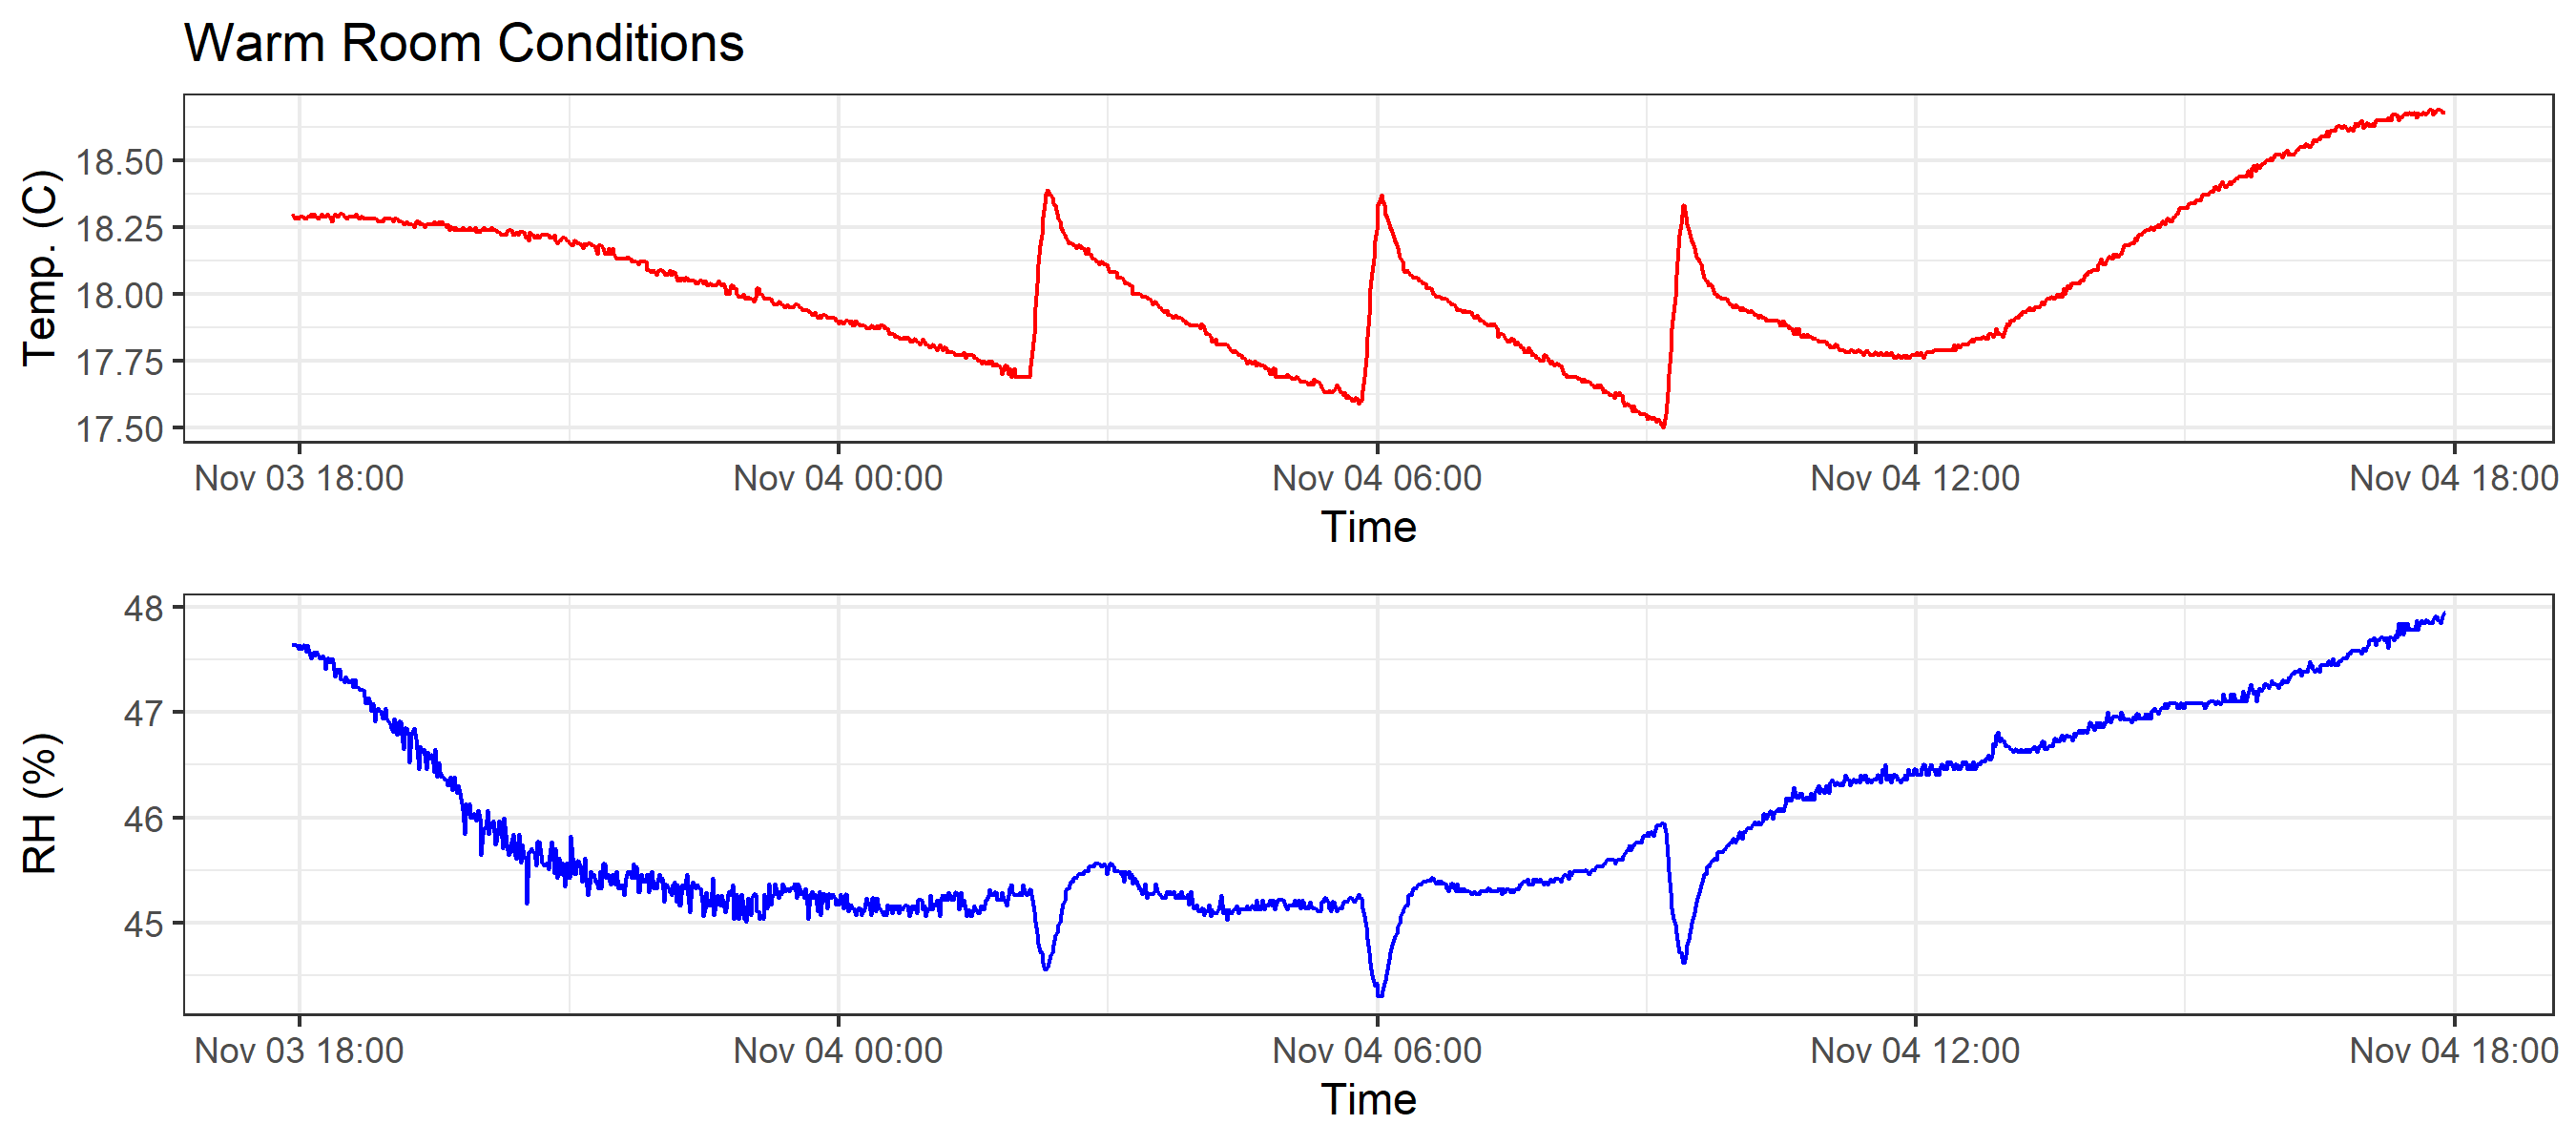 Warm Room Conditions
Temp. (C)
18.50
18.25
18.00
17.75
17.50
Nov 03 18:00 Nov 04 00:00 Nov 04 06:00 Nov 04 12:00 Nov 04 18:00
Time
RH (%)
48
47
46
45
Nov 03 18:00 Nov 04 00:00 Nov 04 06:00 Nov 04 12:00 Nov 04 18:00
Time